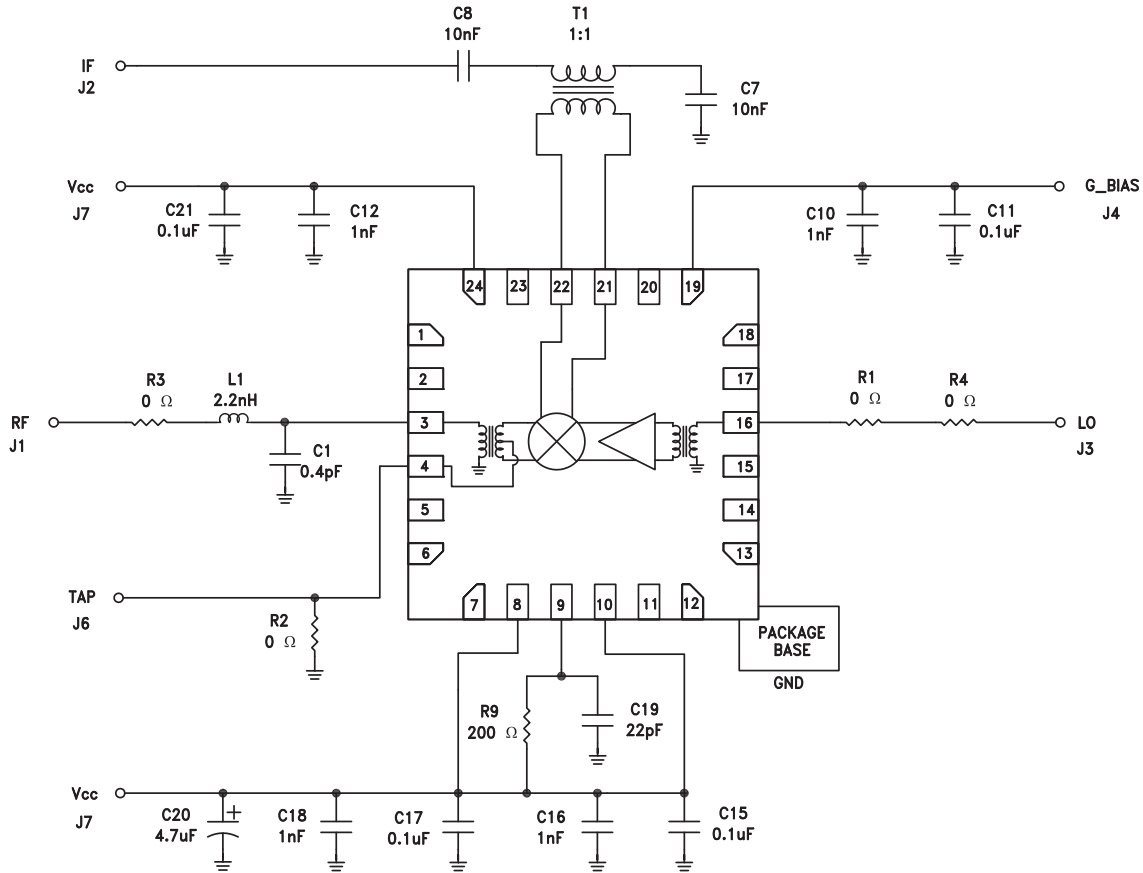 C8
10nF
T1
1:1
IF
J2
C7
10nF
Vcc
J7
C21
0.1uF
C12
1nF
C10
1nF
C11
0.1uF
G_BIAS
J4
24
23
22
21
20
19
1
2
3
4
5
6
18
17
16
15
14
13
7
8
9
10
11
12
RF
J1
R3
0 Ω
L1
2.2nH
C1
0.4pF
R1
0 Ω
R4
0 Ω
LO
J3
TAP
J6
R2
0 Ω
PACKAGE
BASE
GND
R9
200 Ω
C19
22pF
Vcc
J7
C20
4.7uF
+
C18
1nF
C17
0.1uF
C16
1nF
C15
0.1uF